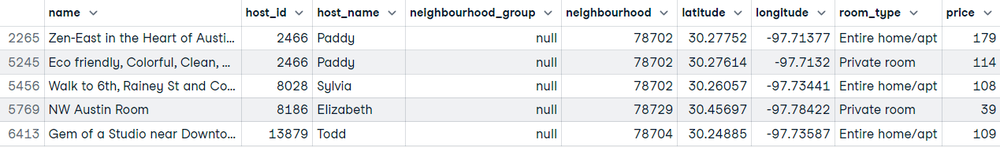 name host_id host_name neighbourhood_group neighbourhood latitude longitude room_type price
2265 Zen-East in the Heart of Austi... 2466 Paddy null 78702 30.27752 -97.71377 Entire home/apt 179
5245 Eco friendly, Colorful, Clean, ... 2466 Paddy null 78702 30.27614 -97.7132 Private room 114
5456 Walk to 6th, Rainey St and Co... 8028 Sylvia null 78702 30.26057 -97.73441 Entire home/apt 108
5769 NW Austin Room 8186 Elizabeth null 78729 30.45697 -97.78422 Private room 39
6413 Gem of a Studio near Downto... 13879 Todd null 78704 30.24885 -97.73587 Entire home/apt 109